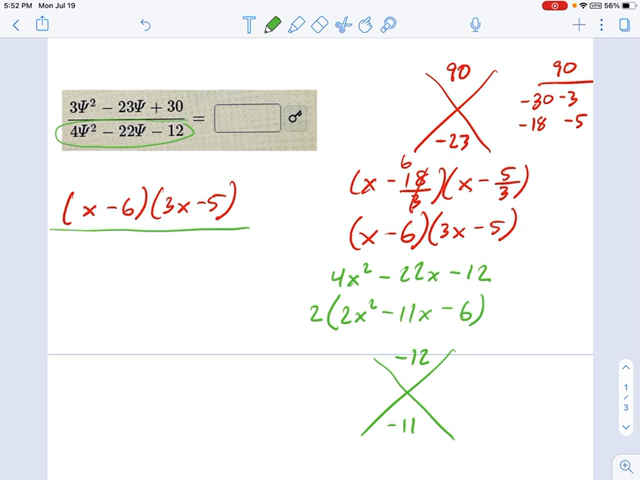 5:52 PM Mon Jul 19
56%
T
3Ψ² − 23Ψ + 30
4Ψ² − 22Ψ − 12
=
(x − 6)(3x − 5)
90
−23
90
−30 −3
−18 −5
(x − 18/3)(x − 5/3)
6
(x − 6)(3x − 5)
4x² − 22x − 12
2(2x² − 11x − 6)
−12
−11
1
/
3